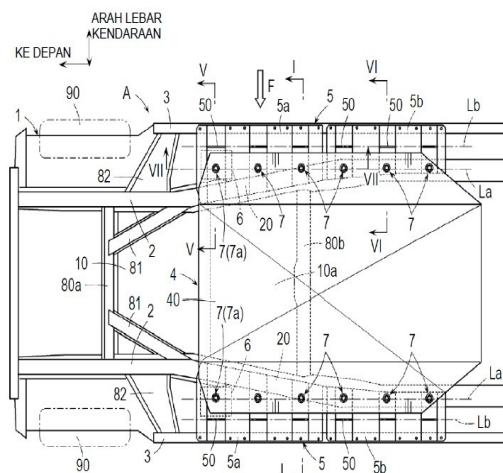 ARAH LEBAR
KENDARAAN
KE DEPAN
90
A
3
V
50
F
I
5a
5
50
VI
50
5b
Lb
1
VII
VII
82
La
2
6
20
7
7
7
V
80b
VI
7
10
81
7(7a)
4
80a
10a
40
81
7(7a)
7
7
2
6
20
La
82
Lb
90
3
50
5a
I
5
50
5b